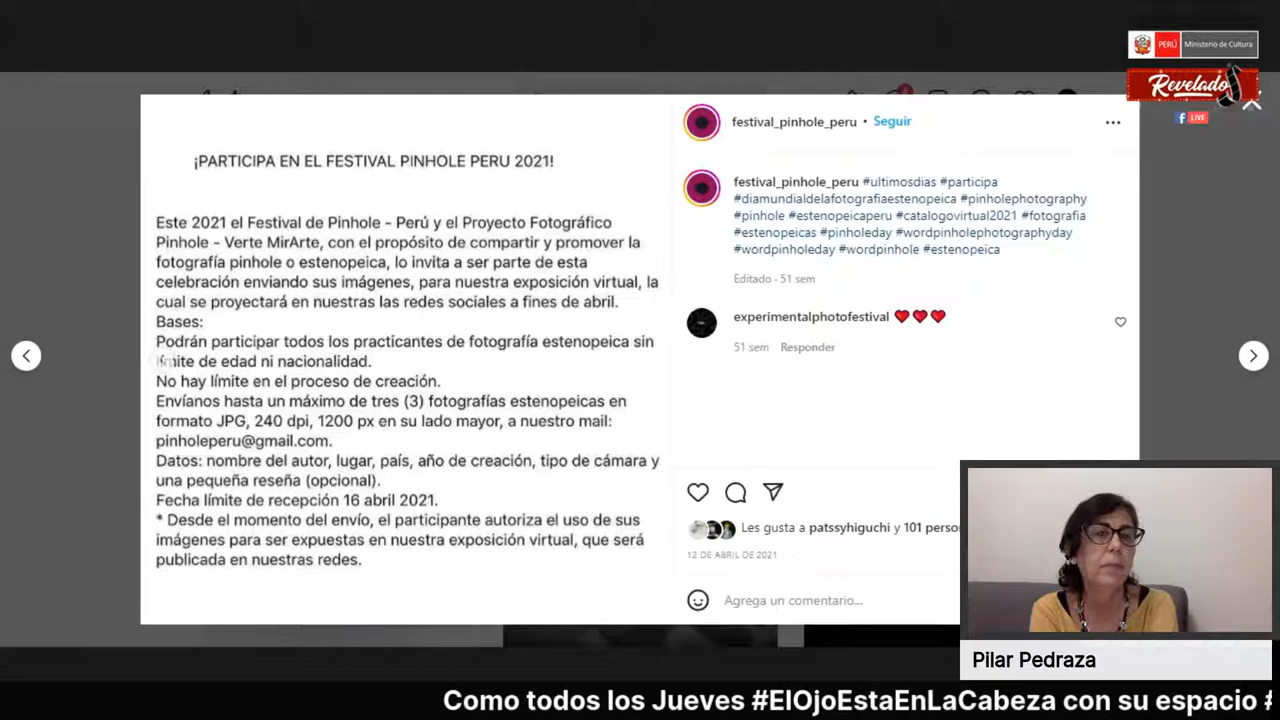 PERÚ
Ministerio de Cultura
Revelados
LIVE
¡PARTICIPA EN EL FESTIVAL PINHOLE PERU 2021!
Este 2021 el Festival de Pinhole - Perú y el Proyecto Fotográfico
Pinhole - Verte MirArte, con el propósito de compartir y promover la
fotografía pinhole o estenopeica, lo invita a ser parte de esta
celebración enviando sus imágenes, para nuestra exposición virtual, la
cual se proyectará en nuestras las redes sociales a fines de abril.
Bases:
Podrán participar todos los practicantes de fotografía estenopeica sin
límite de edad ni nacionalidad.
No hay límite en el proceso de creación.
Envíanos hasta un máximo de tres (3) fotografías estenopeicas en
formato JPG, 240 dpi, 1200 px en su lado mayor, a nuestro mail:
pinholeperu@gmail.com.
Datos: nombre del autor, lugar, país, año de creación, tipo de cámara y
una pequeña reseña (opcional).
Fecha límite de recepción 16 abril 2021.
* Desde el momento del envío, el participante autoriza el uso de sus
imágenes para ser expuestas en nuestra exposición virtual, que será
publicada en nuestras redes.
festival_pinhole_peru • Seguir
festival_pinhole_peru #ultimosdias #participa
#diamundialdelafotografiaestenopeica #pinholephotography
#pinhole #estenopeicaperu #catalogovirtual2021 #fotografia
#estenopeicas #pinholeday #wordpinholephotographyday
#wordpinholeday #wordpinhole #estenopeica
Editado · 51 sem
experimentalphotofestival ❤❤❤
51 sem Responder
Les gusta a patssyhiguchi y 101 perso
12 DE ABRIL DE 2021
Agrega un comentario...
Pilar Pedraza
Como todos los Jueves #ElOjoEstaEnLaCabeza con su espacio #